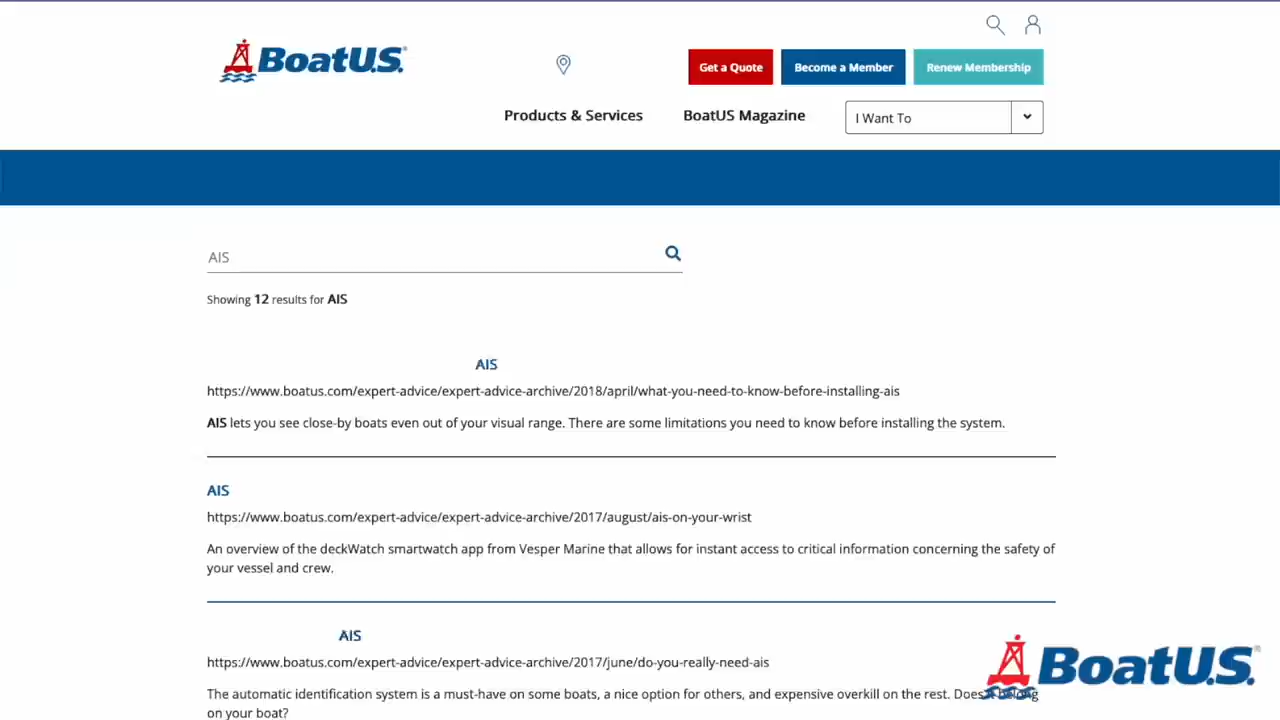 BoatU.S.
Get a Quote
Become a Member
Renew Membership
Products & Services
BoatUS Magazine
I Want To
AIS
Showing 12 results for AIS
AIS
https://www.boatus.com/expert-advice/expert-advice-archive/2018/april/what-you-need-to-know-before-installing-ais
AIS lets you see close-by boats even out of your visual range. There are some limitations you need to know before installing the system.
AIS
https://www.boatus.com/expert-advice/expert-advice-archive/2017/august/ais-on-your-wrist
An overview of the deckWatch smartwatch app from Vesper Marine that allows for instant access to critical information concerning the safety of
your vessel and crew.
AIS
https://www.boatus.com/expert-advice/expert-advice-archive/2017/june/do-you-really-need-ais
The automatic identification system is a must-have on some boats, a nice option for others, and expensive overkill on the rest. Does it belong
on your boat?
BoatU.S.